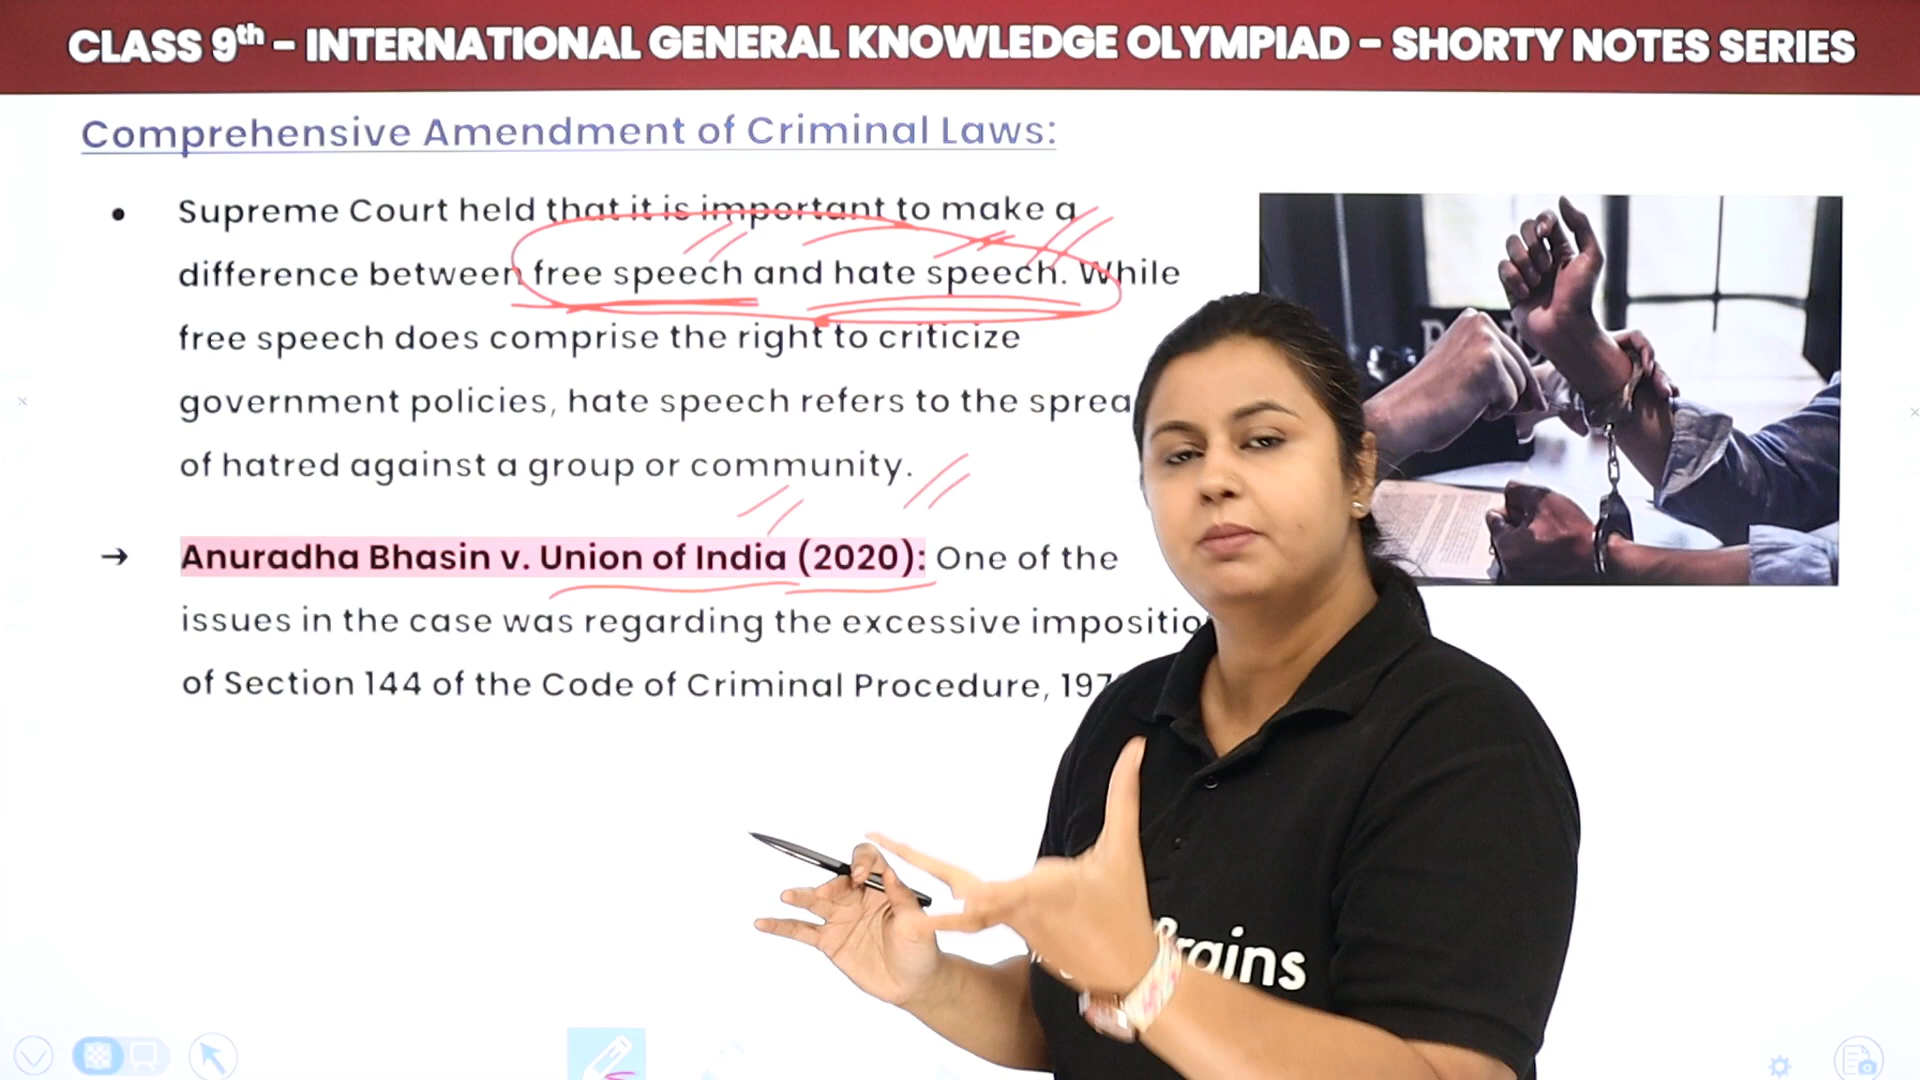 CLASS 9th – INTERNATIONAL GENERAL KNOWLEDGE OLYMPIAD – SHORTY NOTES SERIES
Comprehensive Amendment of Criminal Laws:
• Supreme Court held that it is important to make a
difference between free speech and hate speech. While
free speech does comprise the right to criticize
government policies, hate speech refers to the
of hatred against a group or community.
→ Anuradha Bhasin v. Union of India (2020): One of the
issues in the case was regarding the excessive
of Section 144 of the Code of Criminal Procedure,